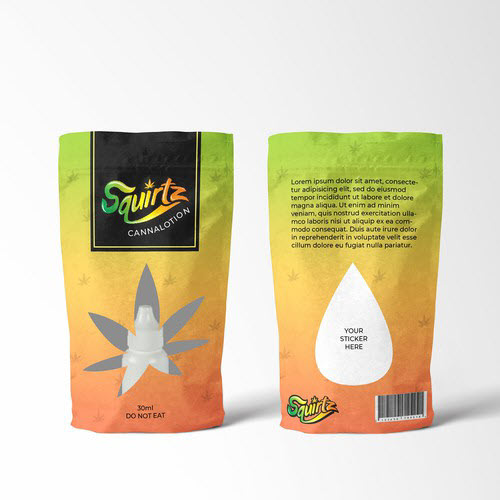 Squirtz
CANNALOTION
30ml
DO NOT EAT
Lorem ipsum dolor sit amet, consecte-
tur adipisicing elit, sed do eiusmod
tempor incididunt ut labore et dolore
magna aliqua. Ut enim ad minim
veniam, quis nostrud exercitation ulla-
mco laboris nisi ut aliquip ex ea com-
modo consequat. Duis aute irure dolor
in reprehenderit in voluptate velit esse
cillum dolore eu fugiat nulla pariatur.
YOUR
STICKER
HERE
Squirtz